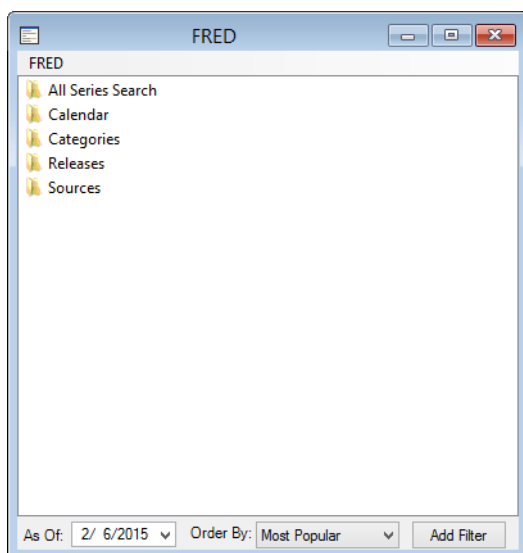 FRED
FRED
All Series Search
Calendar
Categories
Releases
Sources
As Of: 2/ 6/2015 Order By: Most Popular Add Filter